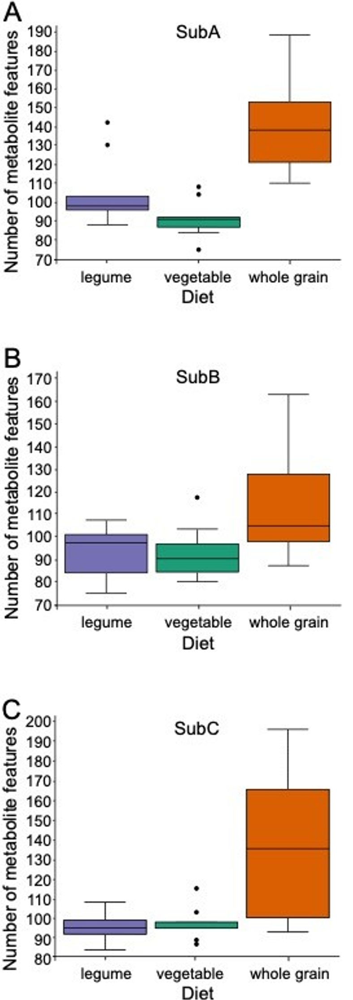 A
SubA
Number of metabolite features
190
180
170
160
150
140
130
120
110
100
90
80
70
legume vegetable whole grain
Diet
B
SubB
Number of metabolite features
170
160
150
140
130
120
110
100
90
80
70
legume vegetable whole grain
Diet
C
SubC
Number of metabolite features
200
190
180
170
160
150
140
130
120
110
100
90
80
legume vegetable whole grain
Diet